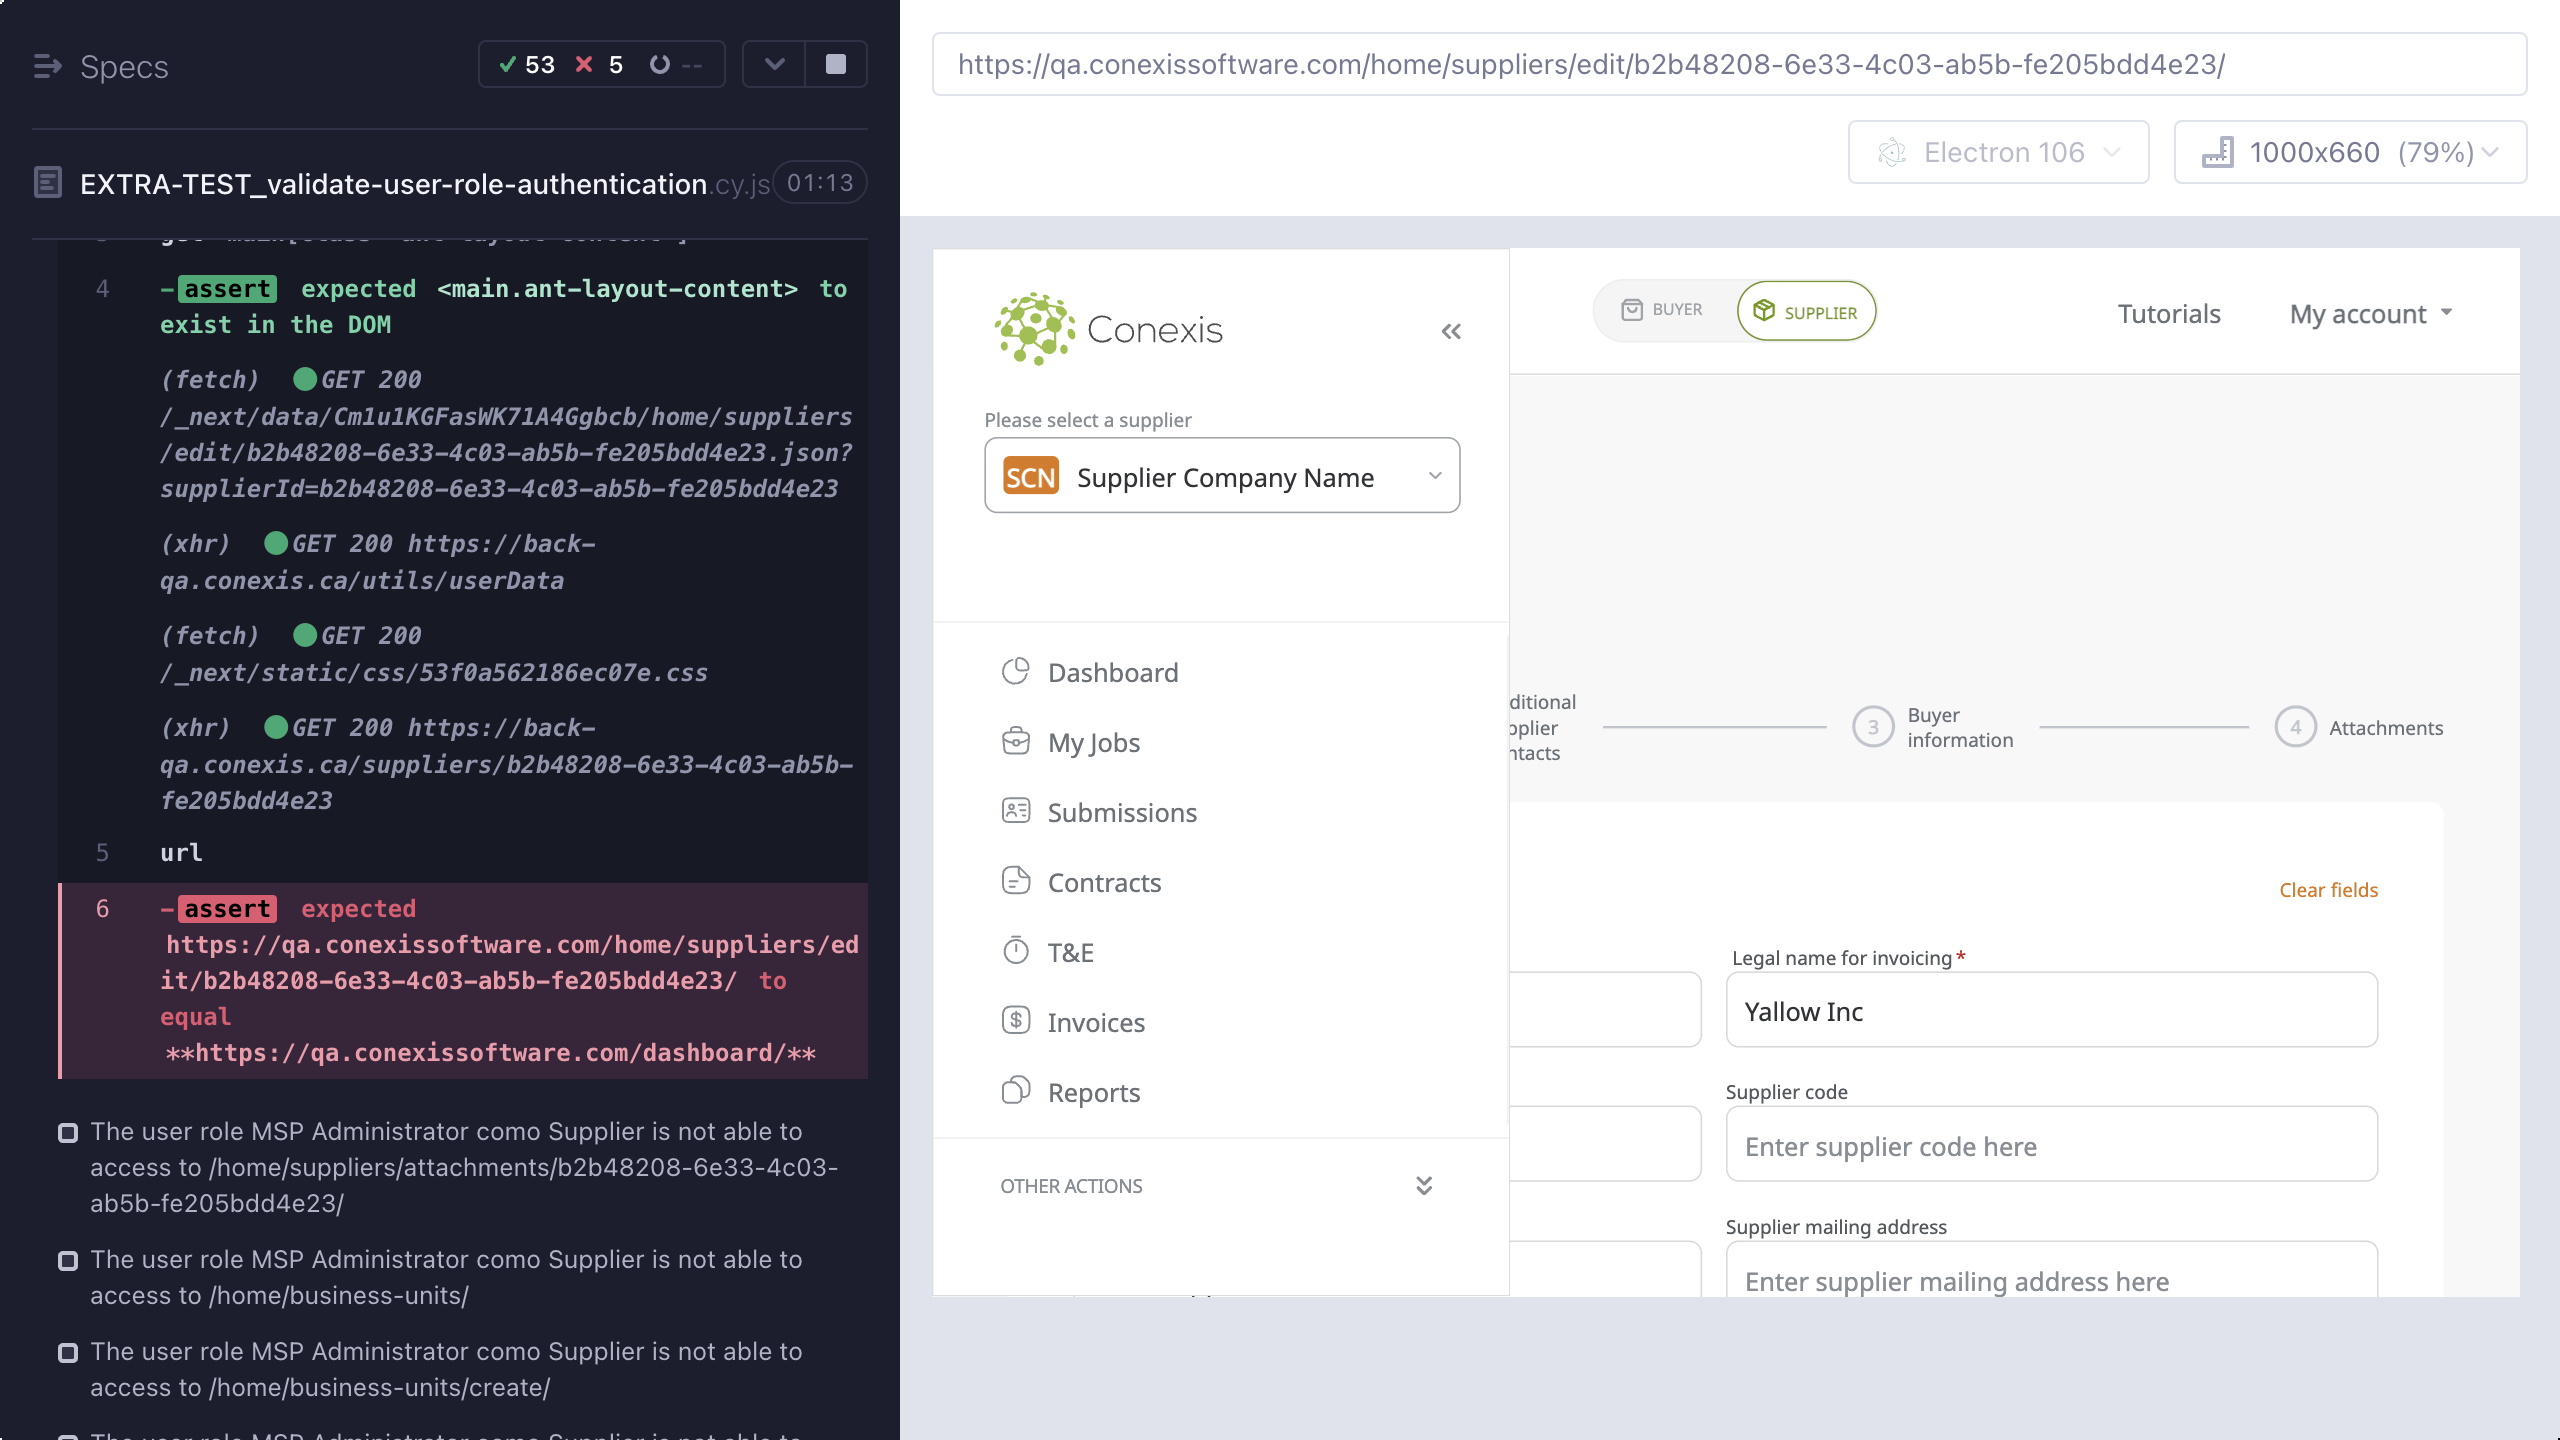 Specs
53 5 --
EXTRA-TEST_validate-user-role-authentication.cy.js 01:13
4 -assert expected <main.ant-layout-content> to
exist in the DOM
(fetch) GET 200
/_next/data/Cm1u1KGFasWK71A4Ggbcb/home/suppliers
/edit/b2b48208-6e33-4c03-ab5b-fe205bdd4e23.json?
supplierId=b2b48208-6e33-4c03-ab5b-fe205bdd4e23
(xhr) GET 200 https://back-
qa.conexis.ca/utils/userData
(fetch) GET 200
/_next/static/css/53f0a562186ec07e.css
(xhr) GET 200 https://back-
qa.conexis.ca/suppliers/b2b48208-6e33-4c03-ab5b-
fe205bdd4e23
5 url
6 -assert expected
https://qa.conexissoftware.com/home/suppliers/ed
it/b2b48208-6e33-4c03-ab5b-fe205bdd4e23/ to
equal
**https://qa.conexissoftware.com/dashboard/**
The user role MSP Administrator como Supplier is not able to
access to /home/suppliers/attachments/b2b48208-6e33-4c03-
ab5b-fe205bdd4e23/
The user role MSP Administrator como Supplier is not able to
access to /home/business-units/
The user role MSP Administrator como Supplier is not able to
access to /home/business-units/create/
https://qa.conexissoftware.com/home/suppliers/edit/b2b48208-6e33-4c03-ab5b-fe205bdd4e23/
Electron 106
1000x660 (79%)
Conexis
BUYER
SUPPLIER
Tutorials
My account
Please select a supplier
SCN Supplier Company Name
Dashboard
My Jobs
Submissions
Contracts
T&E
Invoices
Reports
OTHER ACTIONS
ditional
pplier
ntacts
3 Buyer
information
4 Attachments
Clear fields
Legal name for invoicing*
Yallow Inc
Supplier code
Enter supplier code here
Supplier mailing address
Enter supplier mailing address here